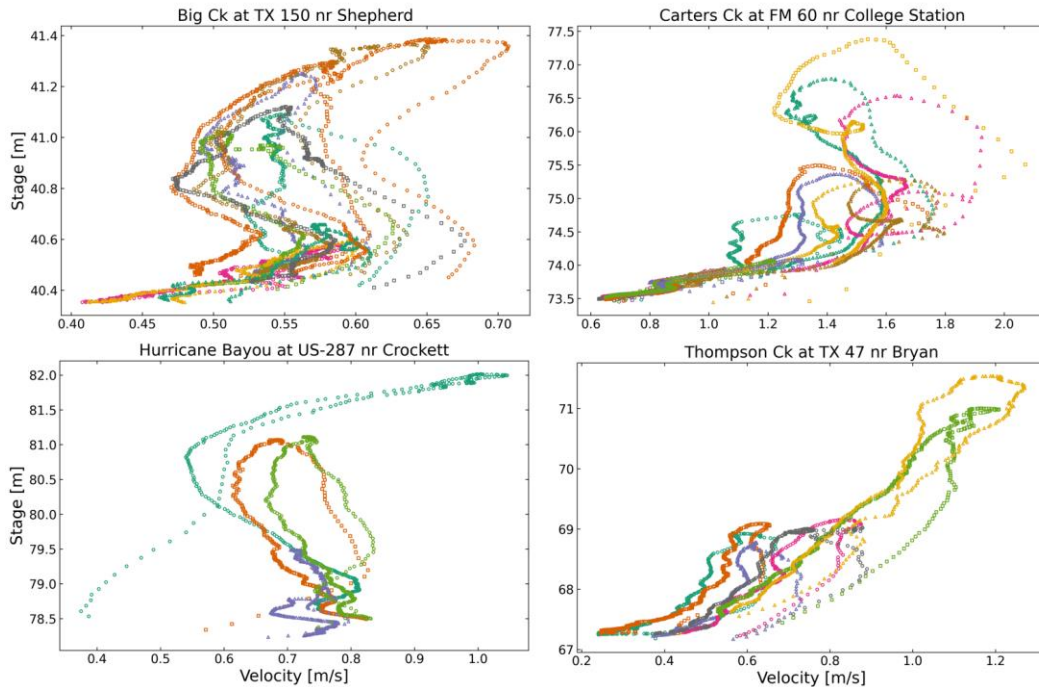 Big Ck at TX 150 nr Shepherd
Stage [m]
41.4
41.2
41.0
40.8
40.6
40.4
0.40 0.45 0.50 0.55 0.60 0.65 0.70
Carters Ck at FM 60 nr College Station
77.5
77.0
76.5
76.0
75.5
75.0
74.5
74.0
73.5
0.6 0.8 1.0 1.2 1.4 1.6 1.8 2.0
Hurricane Bayou at US-287 nr Crockett
Stage [m]
82.0
81.5
81.0
80.5
80.0
79.5
79.0
78.5
0.4 0.5 0.6 0.7 0.8 0.9 1.0
Velocity [m/s]
Thompson Ck at TX 47 nr Bryan
71
70
69
68
67
0.2 0.4 0.6 0.8 1.0 1.2
Velocity [m/s]